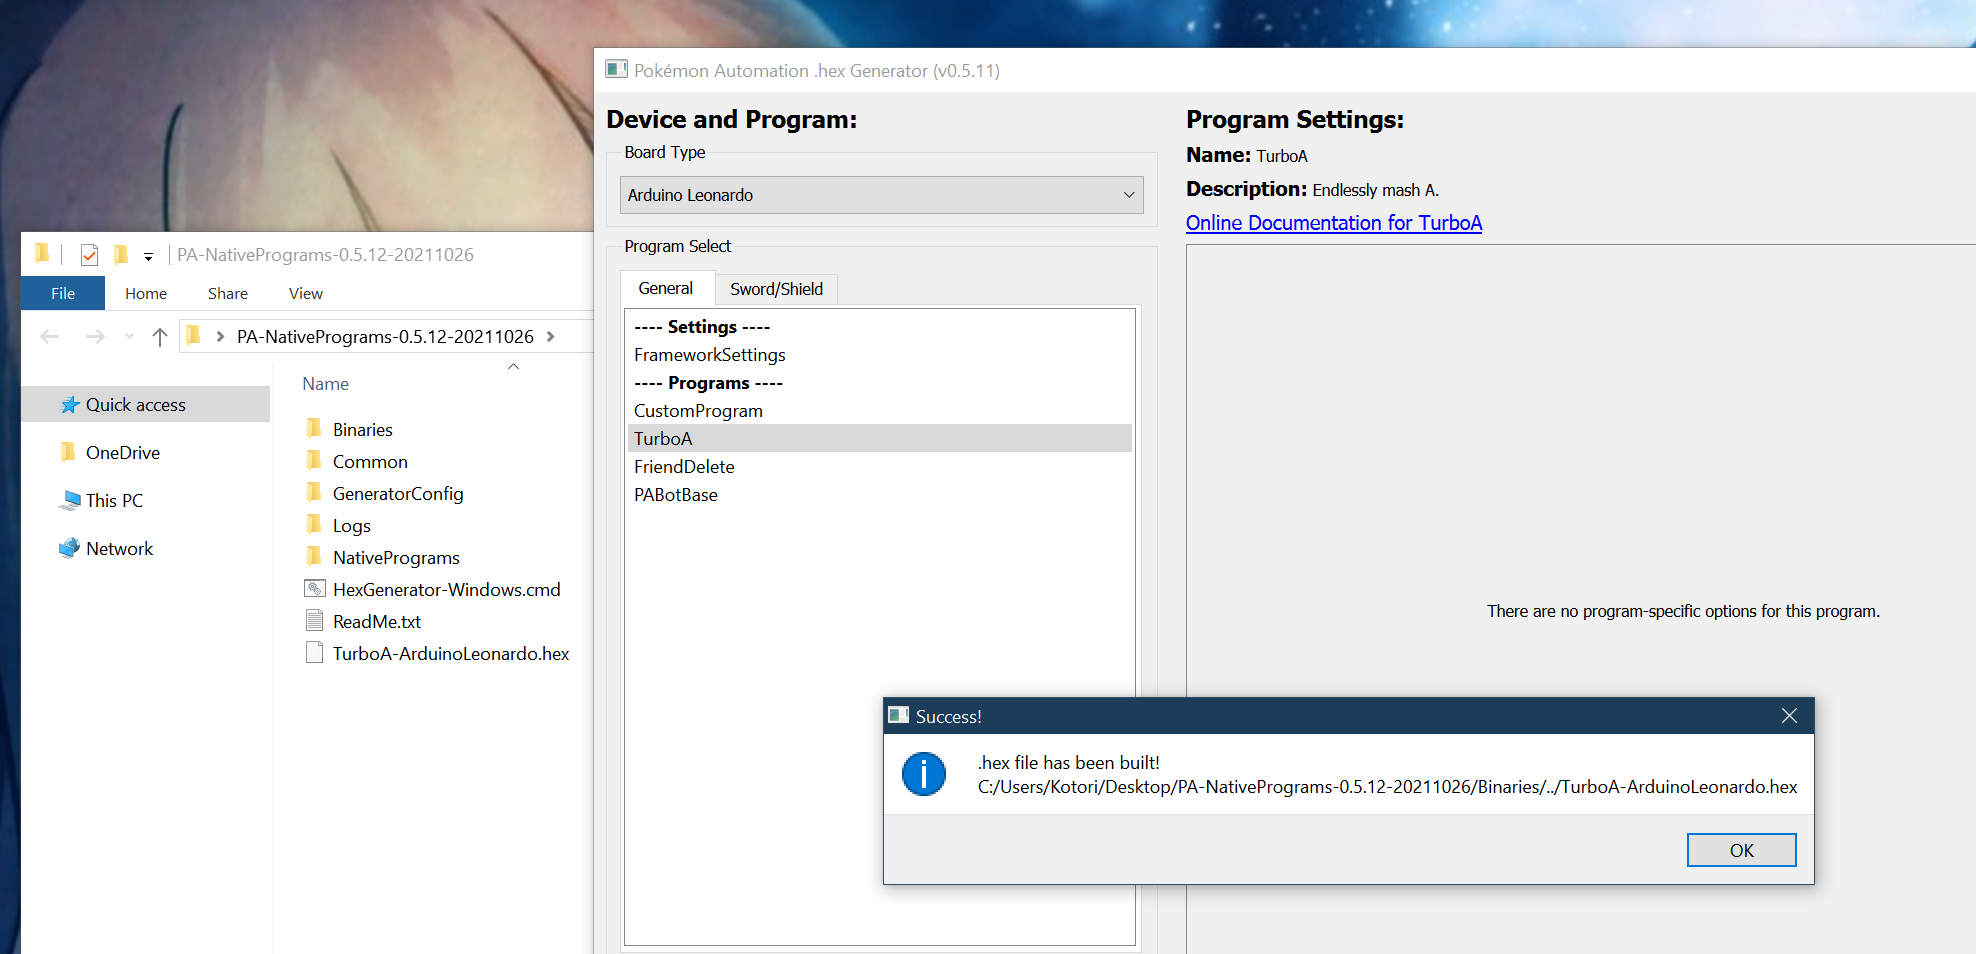 PA-NativePrograms-0.5.12-20211026
File Home Share View
PA-NativePrograms-0.5.12-20211026
Quick access
OneDrive
This PC
Network
Name
Binaries
Common
GeneratorConfig
Logs
NativePrograms
HexGenerator-Windows.cmd
ReadMe.txt
TurboA-ArduinoLeonardo.hex
Pokémon Automation .hex Generator (v0.5.11)
Device and Program:
Board Type
Arduino Leonardo
Program Select
General Sword/Shield
---- Settings ----
FrameworkSettings
---- Programs ----
CustomProgram
TurboA
FriendDelete
PABotBase
Program Settings:
Name: TurboA
Description: Endlessly mash A.
Online Documentation for TurboA
There are no program-specific options for this program.
Success!
.hex file has been built!
C:/Users/Kotori/Desktop/PA-NativePrograms-0.5.12-20211026/Binaries/../TurboA-ArduinoLeonardo.hex
OK